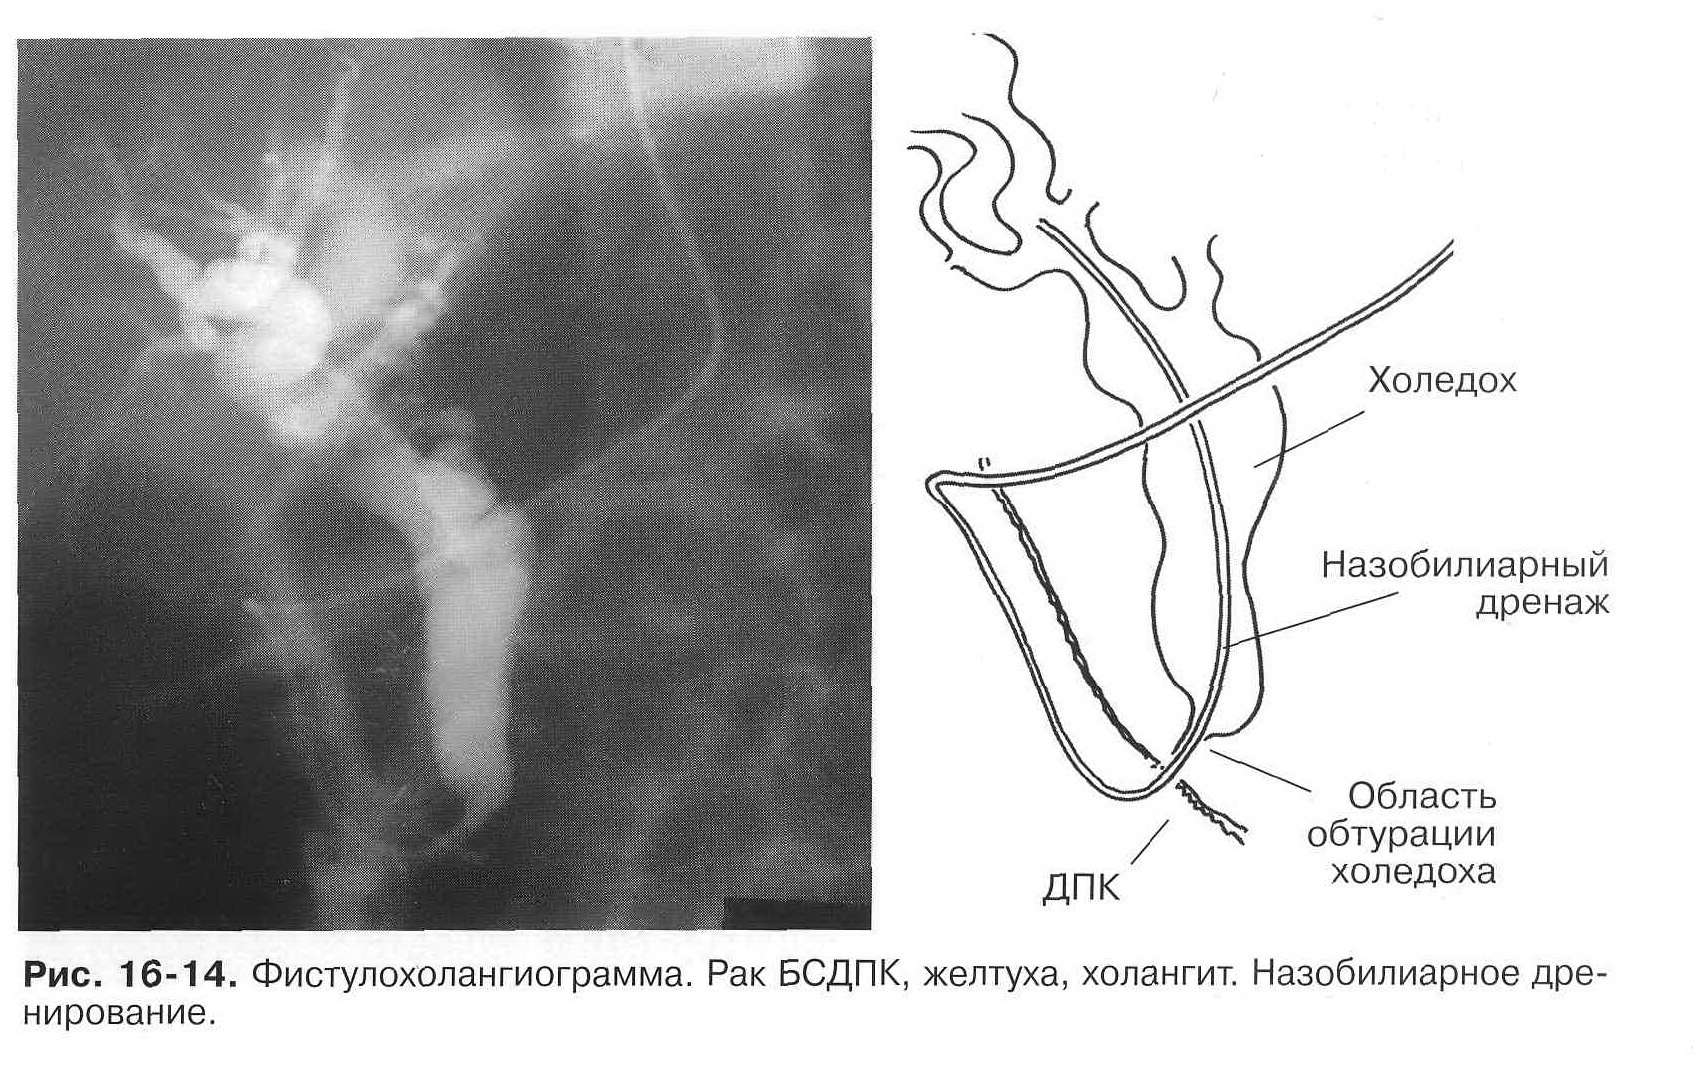 Холедох
Назобилиарный
дренаж
Область
обтурации
холедоха
ДПК
Рис. 16-14. Фистулохолангиограмма. Рак БСДПК, желтуха, холангит. Назобилиарное дре-
нирование.